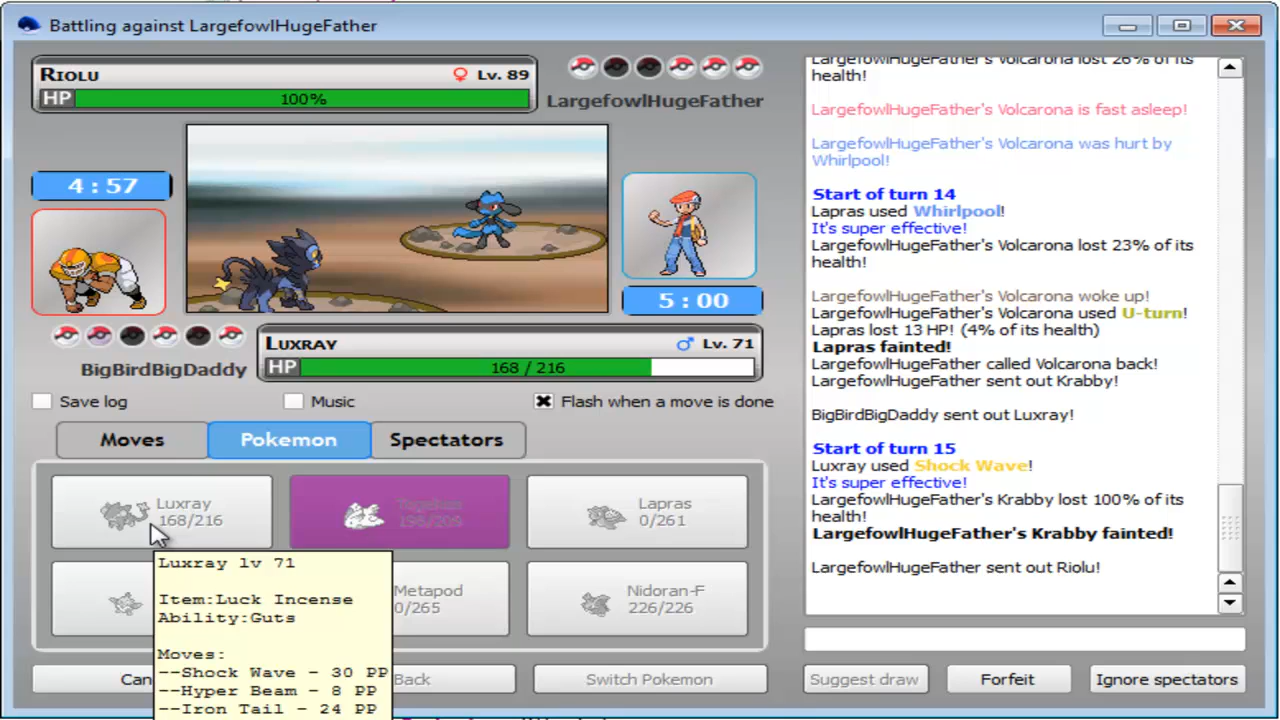 Battling against LargefowlHugeFather
RIOLU
♀ Lv. 89
HP
100%
LargefowlHugeFather
4:57
5:00
BigBirdBigDaddy
LUXRAY
♂ Lv. 71
HP
168 / 216
Save log
Music
Flash when a move is done
Moves
Pokemon
Spectators
Luxray
168/216
Lapras
0/261
Metapod
0/265
Nidoran-F
226/226
Luxray lv 71
Item:Luck Incense
Ability:Guts
Moves:
--Shock Wave - 30 PP
--Hyper Beam - 8 PP
--Iron Tail - 24 PP
Can
Back
Switch Pokemon
LargefowlHugeFather's Volcarona lost 26% of its
health!
LargefowlHugeFather's Volcarona is fast asleep!
LargefowlHugeFather's Volcarona was hurt by
Whirlpool!
Start of turn 14
Lapras used Whirlpool!
It's super effective!
LargefowlHugeFather's Volcarona lost 23% of its
health!
LargefowlHugeFather's Volcarona woke up!
LargefowlHugeFather's Volcarona used U-turn!
Lapras lost 13 HP! (4% of its health)
Lapras fainted!
LargefowlHugeFather called Volcarona back!
LargefowlHugeFather sent out Krabby!
BigBirdBigDaddy sent out Luxray!
Start of turn 15
Luxray used Shock Wave!
It's super effective!
LargefowlHugeFather's Krabby lost 100% of its
health!
LargefowlHugeFather's Krabby fainted!
LargefowlHugeFather sent out Riolu!
Suggest draw
Forfeit
Ignore spectators